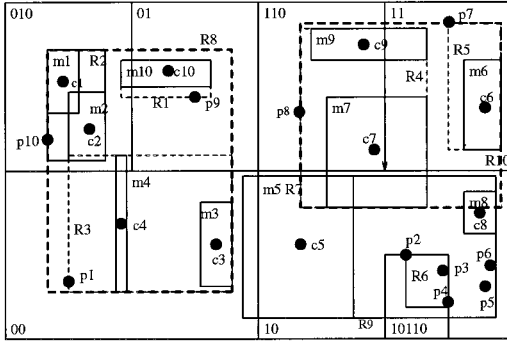 010 01 110 11 p7
m1 R2 R8 m9 c9 R5
c1 m10 c10 R4 m6
m2 R1 p9 p8 m7 c6
p10 c2 c7 R10
m4 m5 R7 m8
R3 c4 m3 c8
c3 c5 p2 p6
p1 R6 p3
p4 p5
00 10 R9 10110